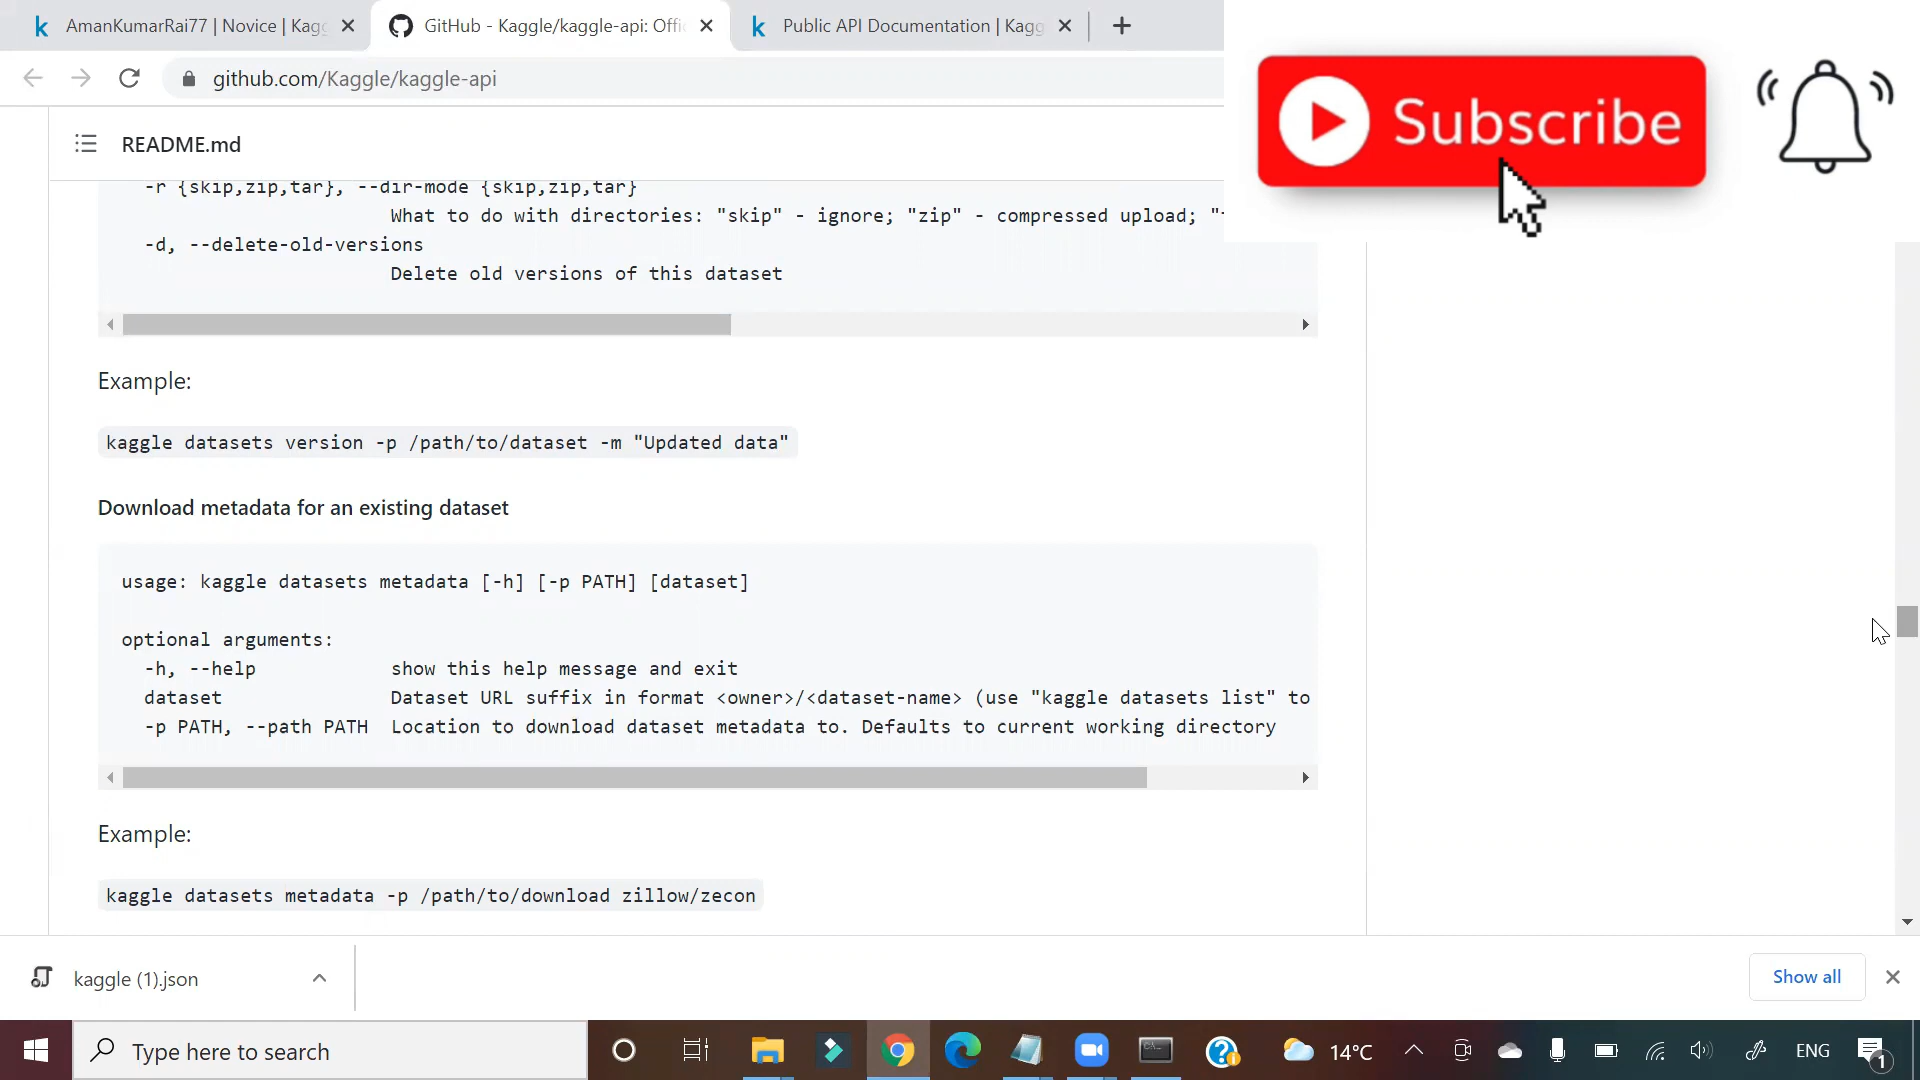 AmanKumarRai77 | Novice | Kagg
GitHub - Kaggle/kaggle-api: Offi
Public API Documentation | Kagg
github.com/Kaggle/kaggle-api
Subscribe
README.md
-r {skip,zip,tar}, --dir-mode {skip,zip,tar}
What to do with directories: "skip" - ignore; "zip" - compressed upload; "
-d, --delete-old-versions
Delete old versions of this dataset
Example:
kaggle datasets version -p /path/to/dataset -m "Updated data"
Download metadata for an existing dataset
usage: kaggle datasets metadata [-h] [-p PATH] [dataset]
optional arguments:
-h, --help show this help message and exit
dataset Dataset URL suffix in format <owner>/<dataset-name> (use "kaggle datasets list" to
-p PATH, --path PATH Location to download dataset metadata to. Defaults to current working directory
Example:
kaggle datasets metadata -p /path/to/download zillow/zecon
kaggle (1).json
Show all
Type here to search
14°C
ENG
1